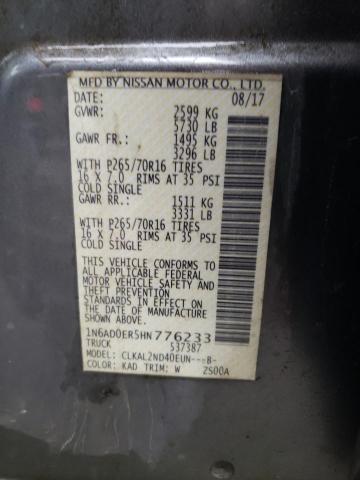 MFD BY NISSAN MOTOR CO., LTD.
DATE: 08/17
GVWR: 2599 KG
5730 LB
GAWR FR.: 1495 KG
3296 LB
WITH P265/70R16 TIRES
16 X 7.0 RIMS AT 35 PSI
COLD SINGLE
GAWR RR.: 1511 KG
3331 LB
WITH P265/70R16 TIRES
16 X 7.0 RIMS AT 35 PSI
COLD SINGLE
THIS VEHICLE CONFORMS TO
ALL APPLICABLE FEDERAL
MOTOR VEHICLE SAFETY
AND THEFT PREVENTION
STANDARDS IN EFFECT ON
THE DATE OF MANUFACTURE
SHOWN ABOVE.
1N6AD0ER5HN776233
TRUCK 537387
MODEL: CLKAL2ND40EUN---B-
COLOR: KAD TRIM: W ZS00A